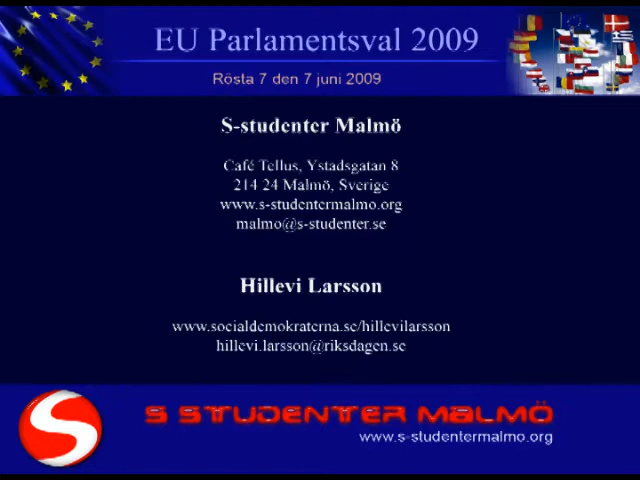 EU Parlamentsval 2009
Rösta 7 den 7 juni 2009
S-studenter Malmö
Café Tellus, Ystadsgatan 8
214 24 Malmö, Sverige
www.s-studentermalmo.org
malmo@s-studenter.se
Hillevi Larsson
www.socialdemokraterna.se/hillevilarsson
hillevi.larsson@riksdagen.se
S
S STUDENTER MALMÖ
www.s-studentermalmo.org